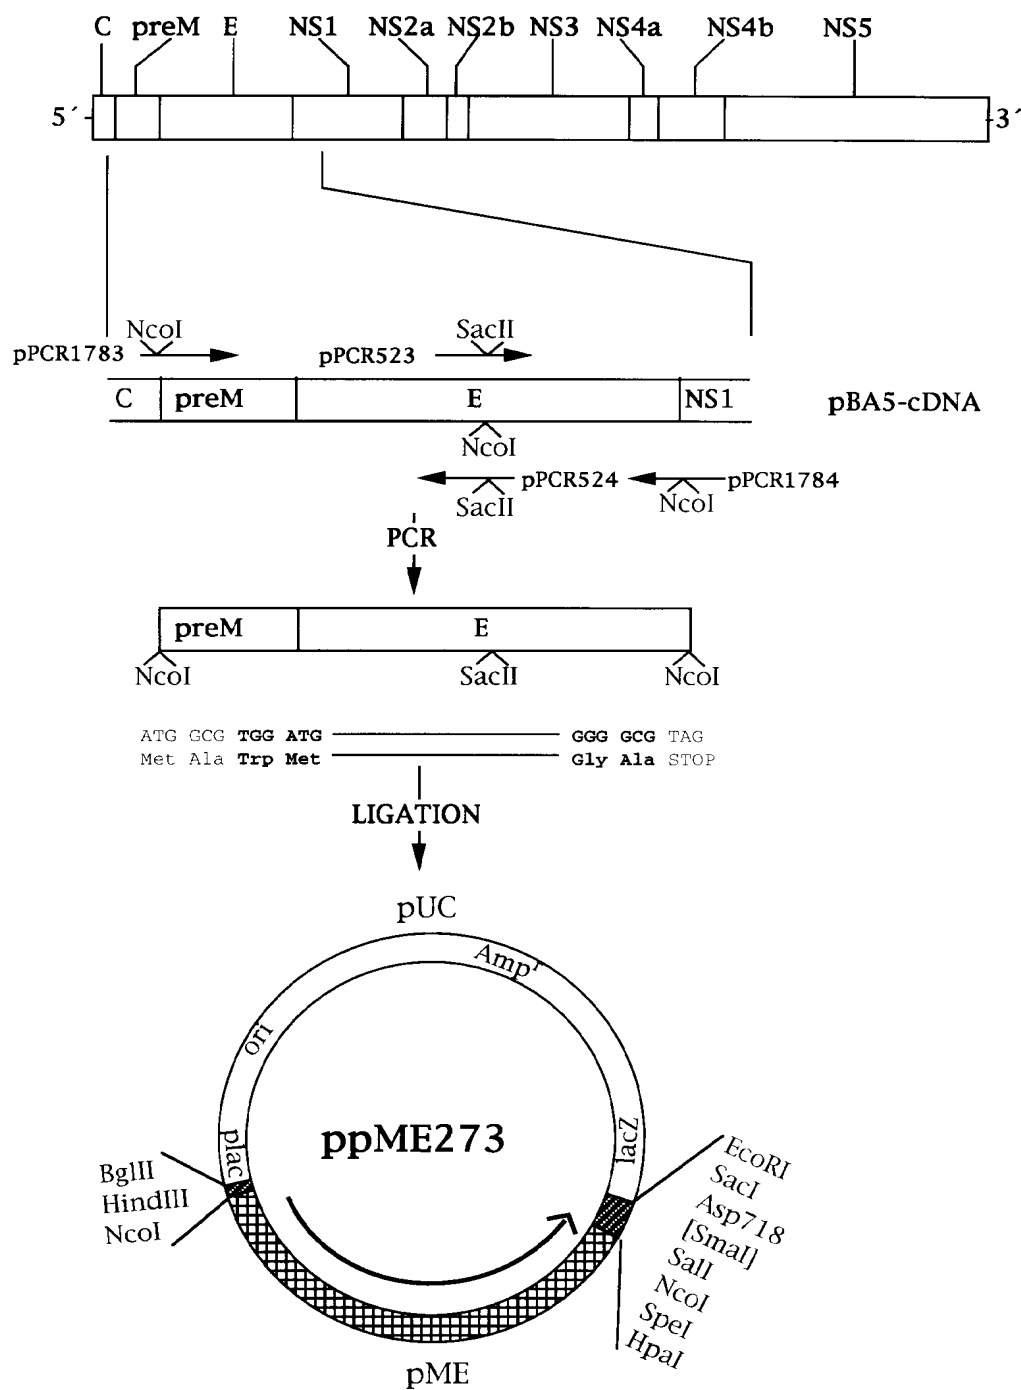 C preM E NS1 NS2a NS2b NS3 NS4a NS4b NS5
5´ 3´
NcoI SacII
pPCR1783 pPCR523
C preM E NS1 pBA5-cDNA
NcoI
pPCR524 pPCR1784
SacII NcoI
PCR
preM E
NcoI SacII NcoI
ATG GCG TGG ATG GGG GCG TAG
Met Ala Trp Met Gly Ala STOP
LIGATION
pUC
Amp^r
ori
plac
lacZ
ppME273
BglII
HindIII
NcoI
EcoRI
SacI
Asp718
[SmaI]
SalI
NcoI
SpeI
HpaI
pME